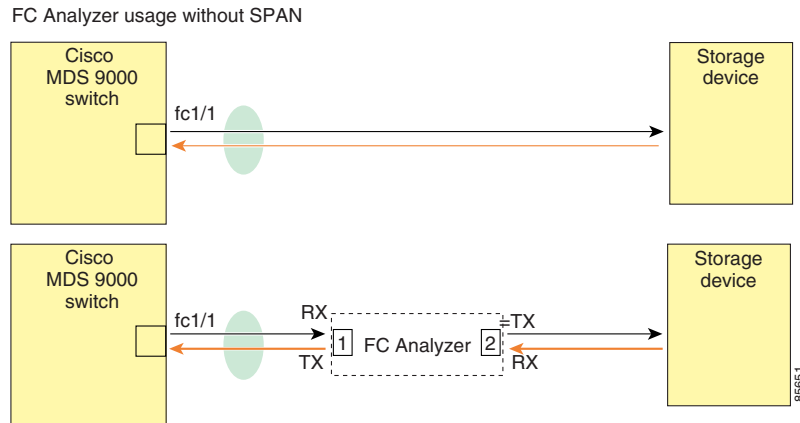 FC Analyzer usage without SPAN
Cisco
MDS 9000
switch
fc1/1
Storage
device
Cisco
MDS 9000
switch
fc1/1
RX
TX
1
FC Analyzer
2
=TX
RX
Storage
device
85651